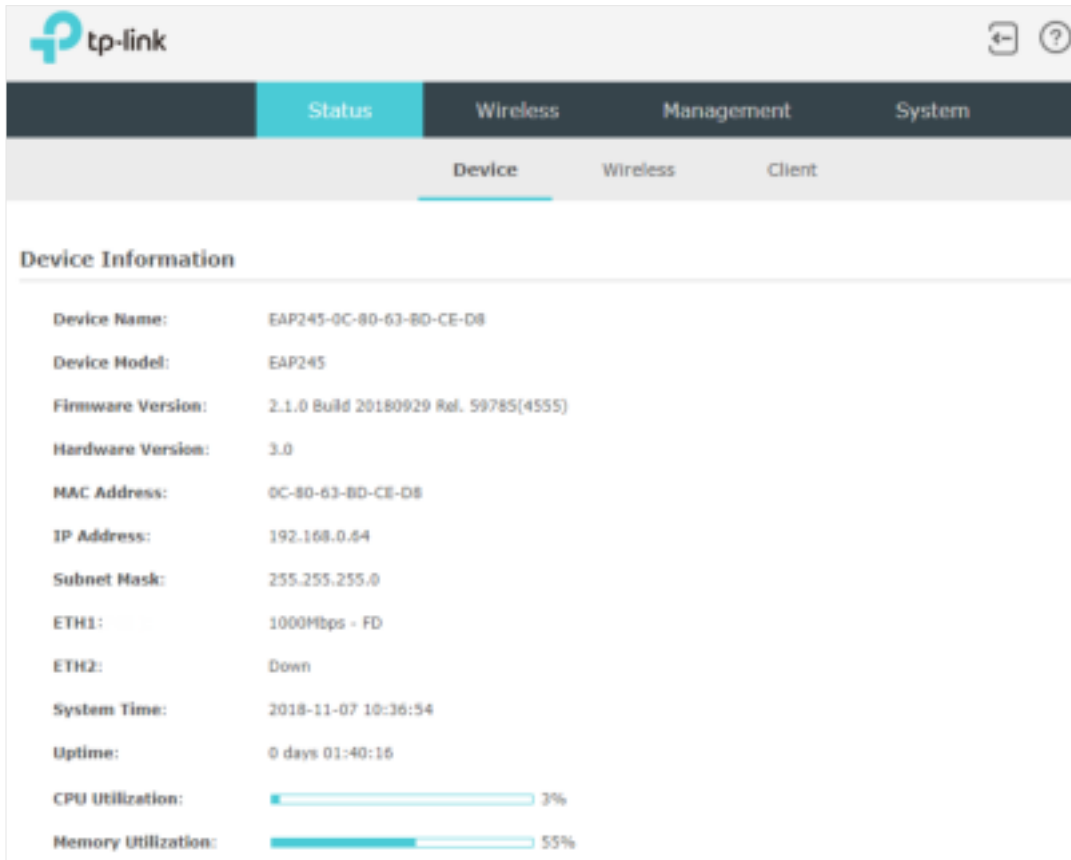 tp-link
Status Wireless Management System
Device Wireless Client
Device Information
Device Name: EAP245-0C-80-63-BD-CE-D8
Device Model: EAP245
Firmware Version: 2.1.0 Build 20180929 Rel. 59785(4555)
Hardware Version: 3.0
MAC Address: 0C-80-63-BD-CE-D8
IP Address: 192.168.0.64
Subnet Mask: 255.255.255.0
ETH1: 1000Mbps - FD
ETH2: Down
System Time: 2018-11-07 10:36:54
Uptime: 0 days 01:40:16
CPU Utilization: 3%
Memory Utilization: 55%